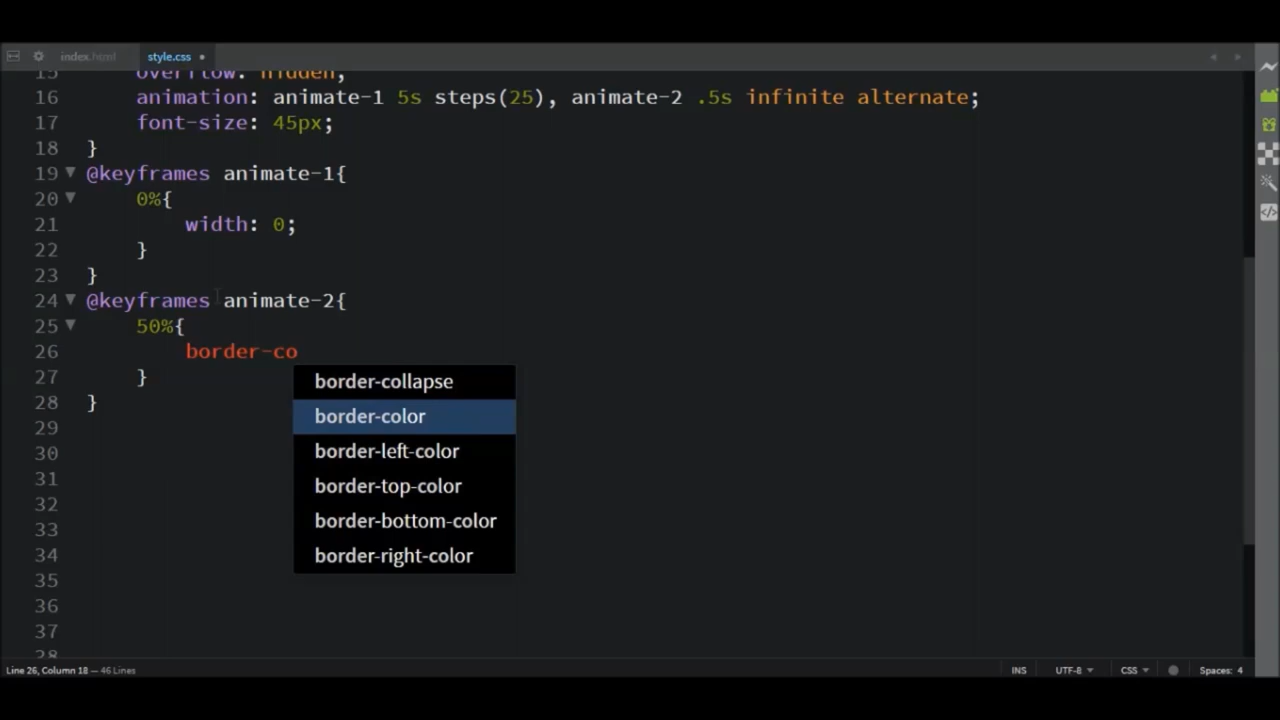 index.html
style.css •
15 overflow: hidden;
16 animation: animate-1 5s steps(25), animate-2 .5s infinite alternate;
17 font-size: 45px;
18 }
19 @keyframes animate-1{
20 0%{
21 width: 0;
22 }
23 }
24 @keyframes animate-2{
25 50%{
26 border-co
27 }
border-collapse
28 }
border-color
29
border-left-color
30
31
border-top-color
32
border-bottom-color
33
34
border-right-color
35
36
37
38
Line 26, Column 18 — 46 Lines
INS
UTF-8
CSS
Spaces: 4